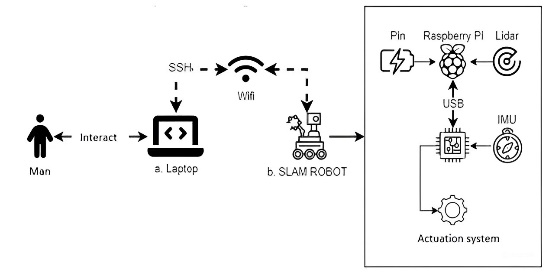 Pin
Raspberry PI
Lidar
SSH
Wifi
USB
IMU
Interact
Man
a. Laptop
b. SLAM ROBOT
Actuation system